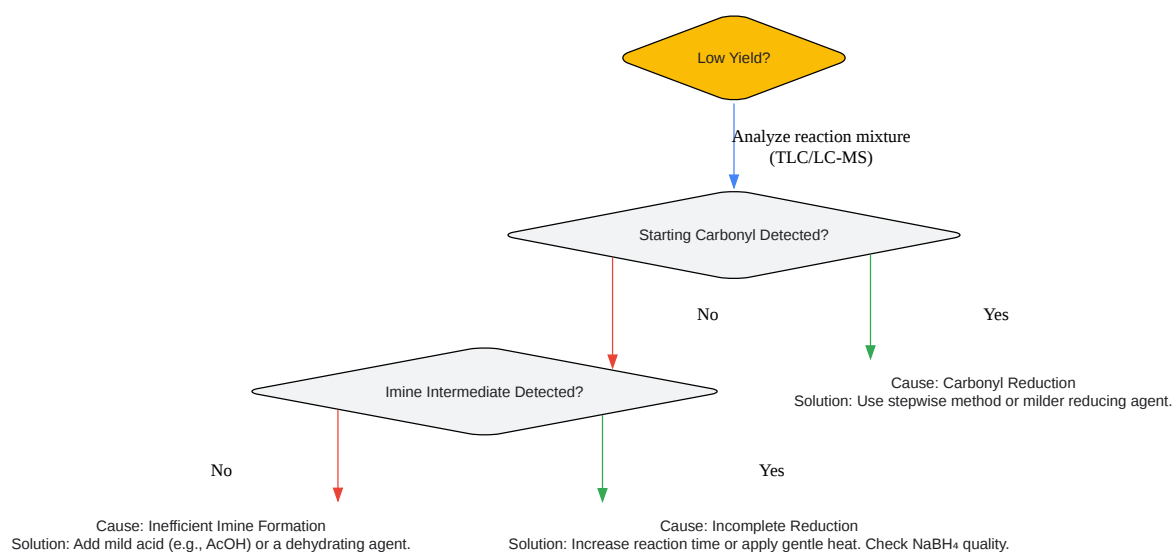 Low Yield?
Analyze reaction mixture
(TLC/LC-MS)
Starting Carbonyl Detected?
No
Yes
Imine Intermediate Detected?
Cause: Carbonyl Reduction
Solution: Use stepwise method or milder reducing agent.
No
Yes
Cause: Inefficient Imine Formation
Solution: Add mild acid (e.g., AcOH) or a dehydrating agent.
Cause: Incomplete Reduction
Solution: Increase reaction time or apply gentle heat. Check NaBH₄ quality.